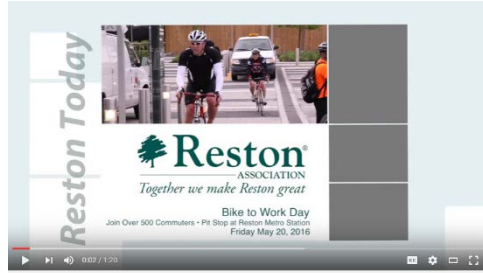 Reston Today
Reston®
ASSOCIATION
Together we make Reston great
Bike to Work Day
Join Over 500 Commuters • Pit Stop at Reston Metro Station
Friday May 20, 2016
0:02 / 1:20